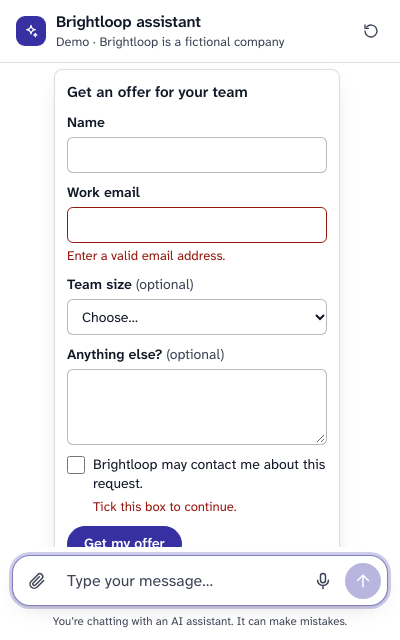 Brightloop assistant
Demo · Brightloop is a fictional company
Get an offer for your team
Name
Work email
Enter a valid email address.
Team size (optional)
Choose...
Anything else? (optional)
Brightloop may contact me about this
request.
Tick this box to continue.
Get my offer
Type your message...
You're chatting with an AI assistant. It can make mistakes.